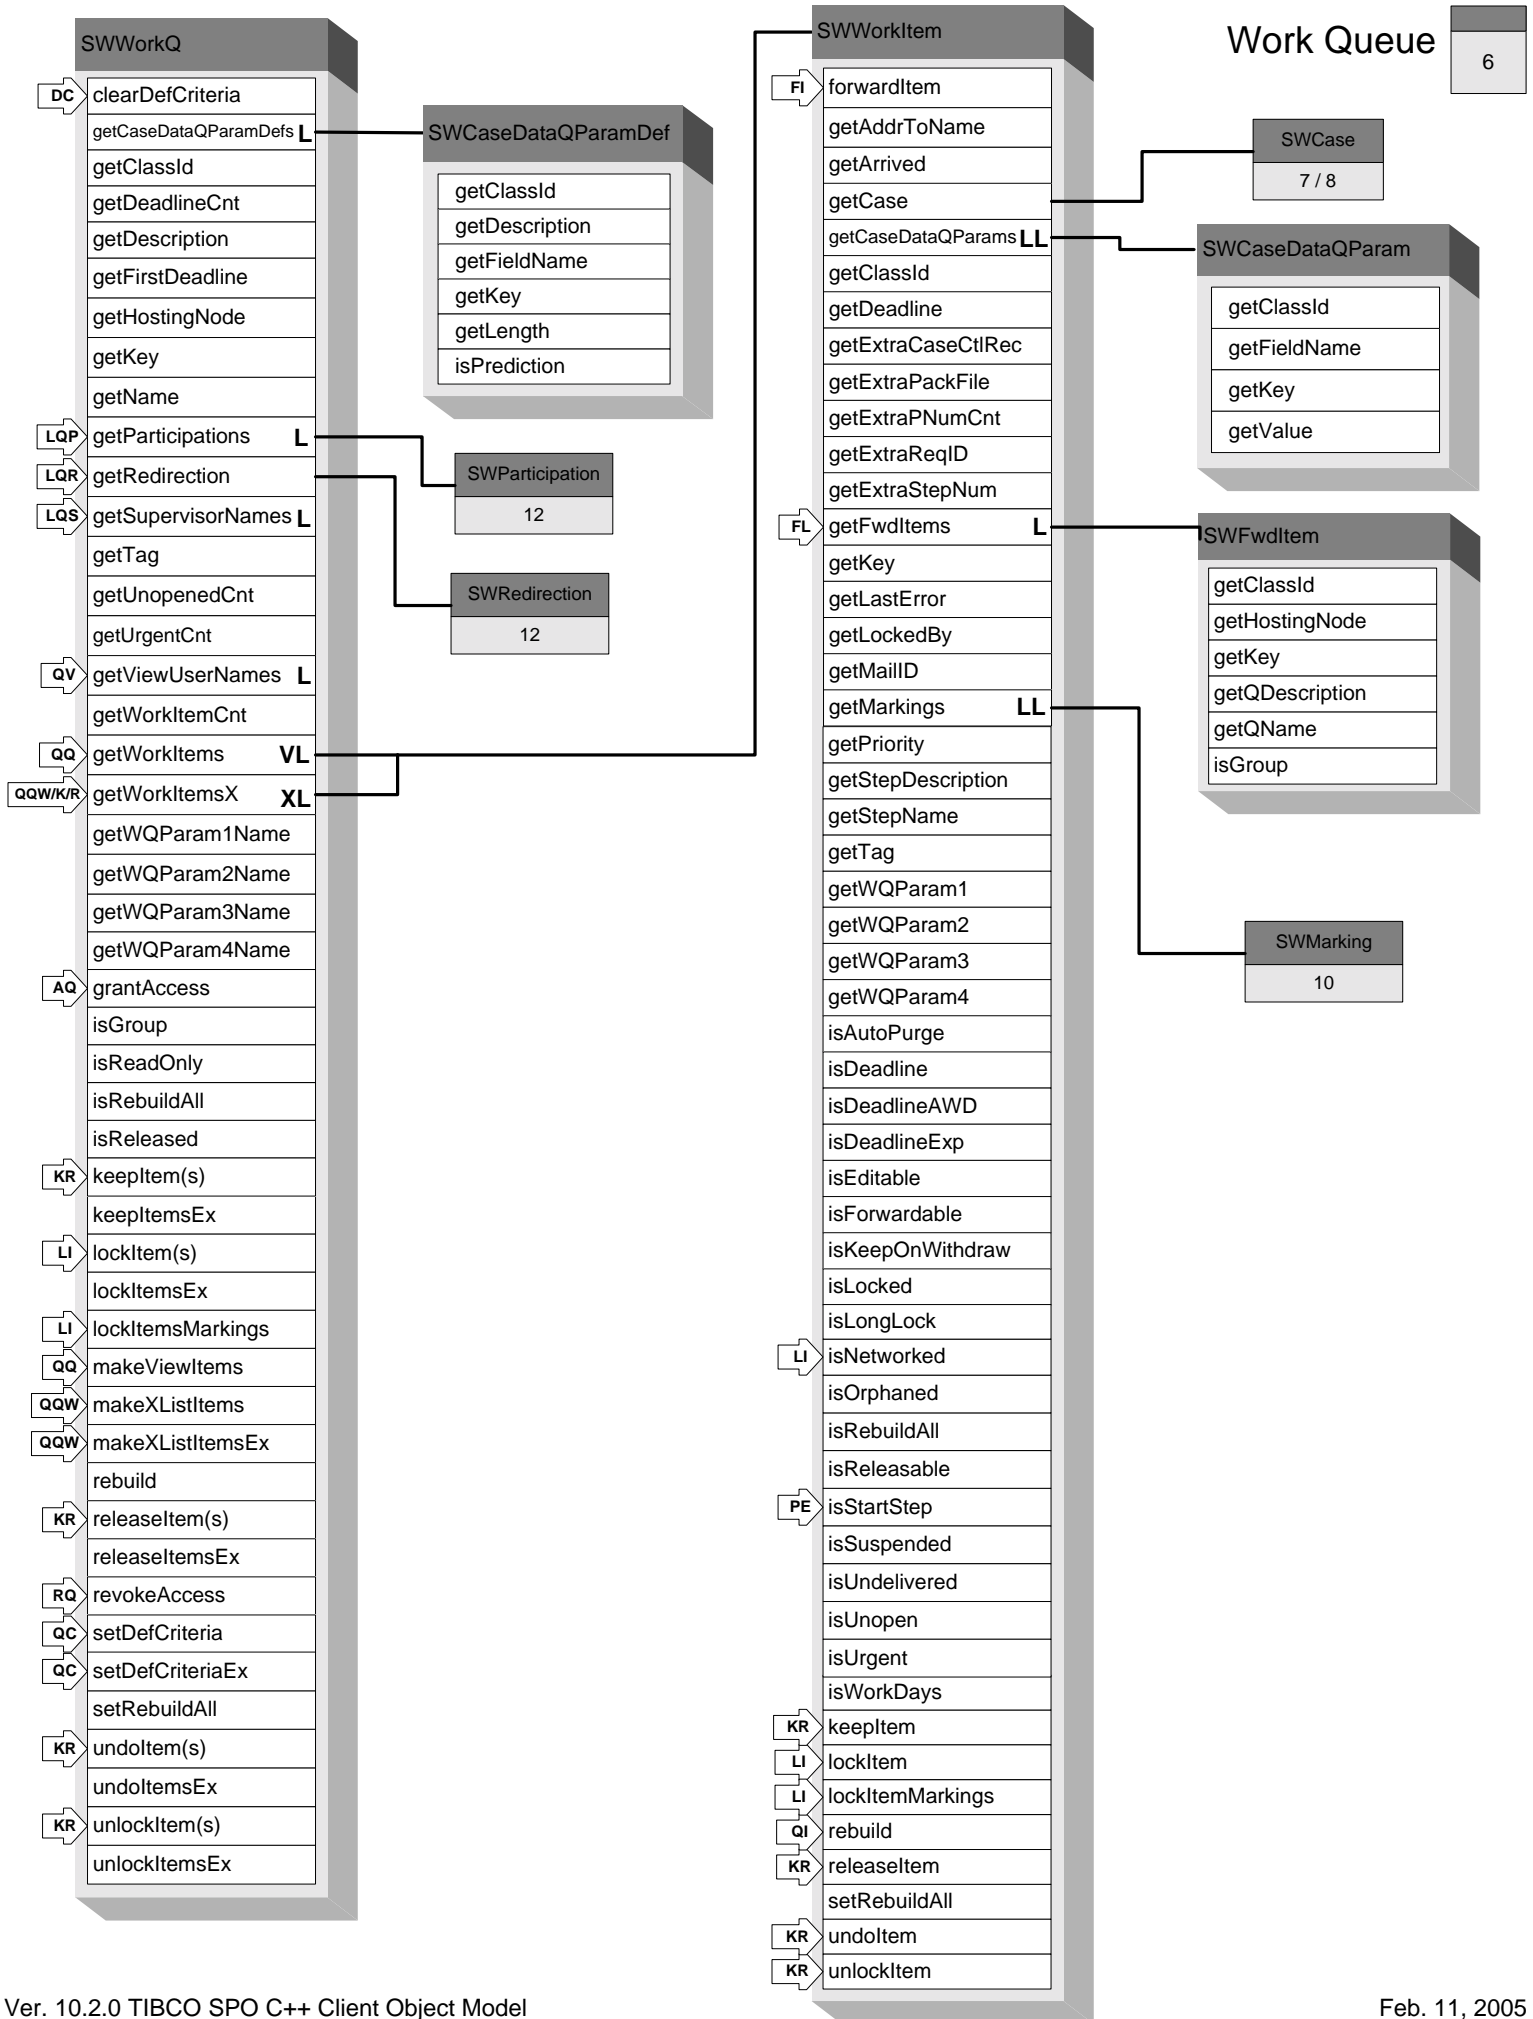 Work Queue
6
SWWorkQ
DC clearDefCriteria
getCaseDataQParamDefs L
getClassId
getDeadlineCnt
getDescription
getFirstDeadline
getHostingNode
getKey
getName
LQP getParticipations L
LQR getRedirection
LQS getSupervisorNames L
getTag
getUnopenedCnt
getUrgentCnt
QV getViewUserNames L
getWorkItemCnt
QQ getWorkItems VL
QQW/K/R getWorkItemsX XL
getWQParam1Name
getWQParam2Name
getWQParam3Name
getWQParam4Name
AQ grantAccess
isGroup
isReadOnly
isRebuildAll
isReleased
KR keepItem(s)
keepItemsEx
LI lockItem(s)
lockItemsEx
LI lockItemsMarkings
QQ makeViewItems
QQW makeXListItems
QQW makeXListItemsEx
rebuild
KR releaseItem(s)
releaseItemsEx
RQ revokeAccess
QC setDefCriteria
QC setDefCriteriaEx
setRebuildAll
KR undoItem(s)
undoItemsEx
KR unlockItem(s)
unlockItemsEx
SWCaseDataQParamDef
getClassId
getDescription
getFieldName
getKey
getLength
isPrediction
SWParticipation
12
SWRedirection
12
SWWorkItem
FI forwardItem
getAddrToName
getArrived
getCase
getCaseDataQParams LL
getClassId
getDeadline
getExtraCaseCtlRec
getExtraPackFile
getExtraPNumCnt
getExtraReqID
getExtraStepNum
FL getFwdItems L
getKey
getLastError
getLockedBy
getMailID
getMarkings LL
getPriority
getStepDescription
getStepName
getTag
getWQParam1
getWQParam2
getWQParam3
getWQParam4
isAutoPurge
isDeadline
isDeadlineAWD
isDeadlineExp
isEditable
isForwardable
isKeepOnWithdraw
isLocked
isLongLock
LI isNetworked
isOrphaned
isRebuildAll
isReleasable
PE isStartStep
isSuspended
isUndelivered
isUnopen
isUrgent
isWorkDays
KR keepItem
LI lockItem
LI lockItemMarkings
QI rebuild
KR releaseItem
setRebuildAll
KR undoItem
KR unlockItem
SWCase
7 / 8
SWCaseDataQParam
getClassId
getFieldName
getKey
getValue
SWFwdItem
getClassId
getHostingNode
getKey
getQDescription
getQName
isGroup
SWMarking
10
Ver. 10.2.0 TIBCO SPO C++ Client Object Model
Feb. 11, 2005